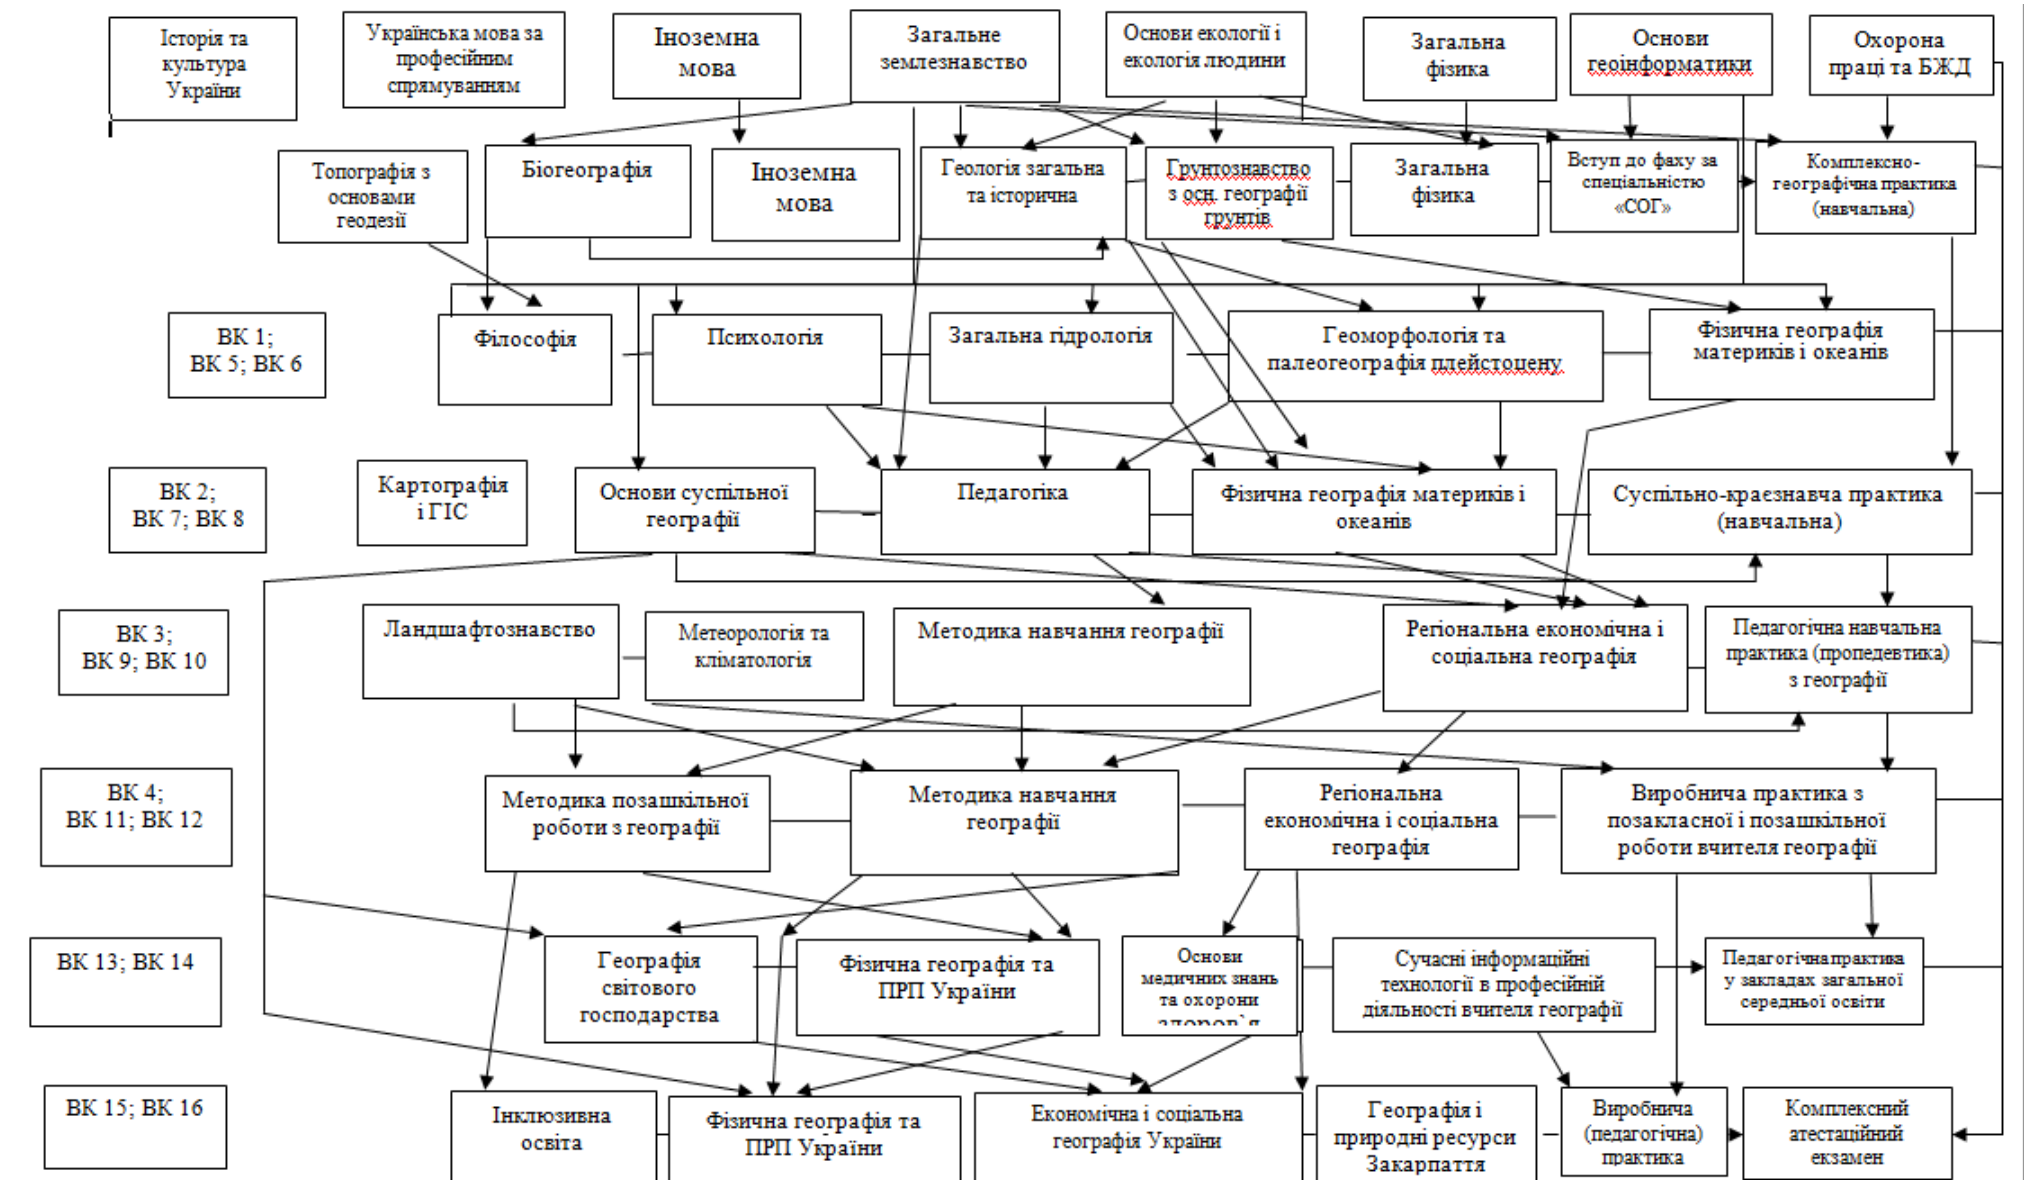 Історія та
культура
України
Українська мова за
професійним
спрямуванням
Іноземна
мова
Загальне
землезнавство
Основи екології і
екологія людини
Загальна
фізика
Основи
геоінформатики
Охорона
праці та БЖД
Топографія з
основами
геодезії
Біогеографія
Іноземна
мова
Геологія загальна
та історична
Грунтознавство
з осн. географії
грунтів
Загальна
фізика
Вступ до фаху за
спеціальністю
«СОГ»
Комплексно-
географічна практика
(навчальна)
ВК 1;
ВК 5; ВК 6
Філософія
Психологія
Загальна гідрологія
Геоморфологія та
палеогеографія плейстоцену
Фізична географія
материків і океанів
ВК 2;
ВК 7; ВК 8
Картографія
і ГІС
Основи суспільної
географії
Педагогіка
Фізична географія материків і
океанів
Суспільно-краєзнавча практика
(навчальна)
ВК 3;
ВК 9; ВК 10
Ландшафтознавство
Метеорологія та
кліматологія
Методика навчання географії
Регіональна економічна і
соціальна географія
Педагогічна навчальна
практика (пропедевтика)
з географії
ВК 4;
ВК 11; ВК 12
Методика позашкільної
роботи з географії
Методика навчання
географії
Регіональна
економічна і соціальна
географія
Виробнича практика з
позакласної і позашкільної
роботи вчителя географії
ВК 13; ВК 14
Географія
світового
господарства
Фізична географія та
ПРП України
Основи
медичних знань
та охорони
здоров`я
Сучасні інформаційні
технології в професійній
діяльності вчителя географії
Педагогічна практика
у закладах загальної
середньої освіти
ВК 15; ВК 16
Інклюзивна
освіта
Фізична географія та
ПРП України
Економічна і соціальна
географія України
Географія і
природні ресурси
Закарпаття
Виробнича
(педагогічна)
практика
Комплексний
атестаційний
екзамен